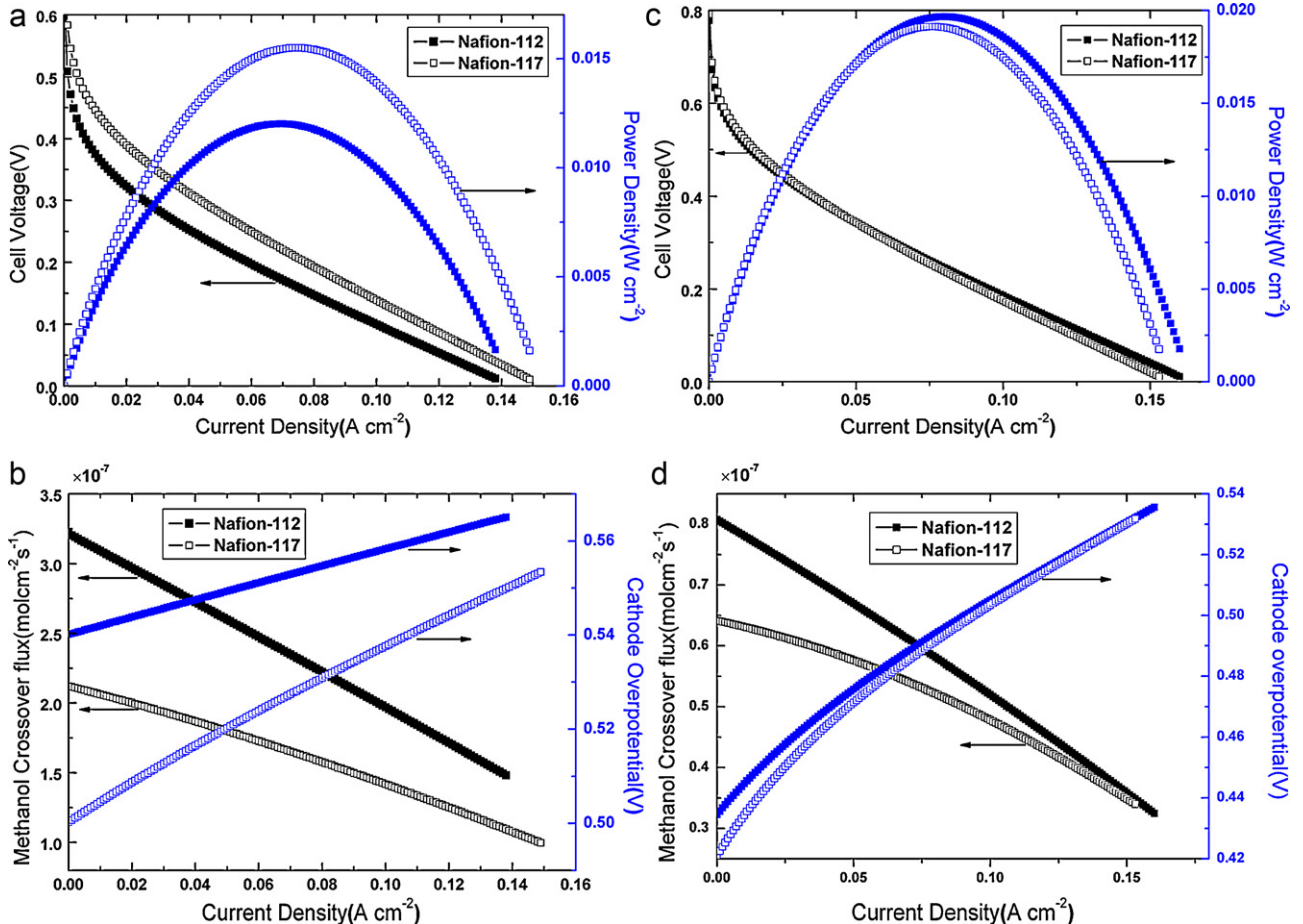 a
Cell Voltage(V)
0.6
0.5
0.4
0.3
0.2
0.1
0.0
Nafion-112
Nafion-117
0.015
0.010
0.005
0.000
Power Density(W cm-2)
0.00 0.02 0.04 0.06 0.08 0.10 0.12 0.14 0.16
Current Density(A cm-2)
c
Cell Voltage(V)
0.8
0.6
0.4
0.2
0.0
Nafion-112
Nafion-117
0.020
0.015
0.010
0.005
0.000
Power Density(W cm-2)
0.00 0.05 0.10 0.15
Current Density(A cm-2)
b
×10-7
Methanol Crossover flux(molcm-2s-1)
3.5
3.0
2.5
2.0
1.5
1.0
Nafion-112
Nafion-117
0.56
0.54
0.52
0.50
Cathode Overpotential(V)
0.00 0.02 0.04 0.06 0.08 0.10 0.12 0.14 0.16
Current Density(A cm-2)
d
×10-7
Methanol Crossover flux(molcm-2s-1)
0.8
0.7
0.6
0.5
0.4
0.3
Nafion-112
Nafion-117
0.54
0.52
0.50
0.48
0.46
0.44
0.42
Cathode overpotential(V)
0.00 0.05 0.10 0.15
Current Density(A cm-2)